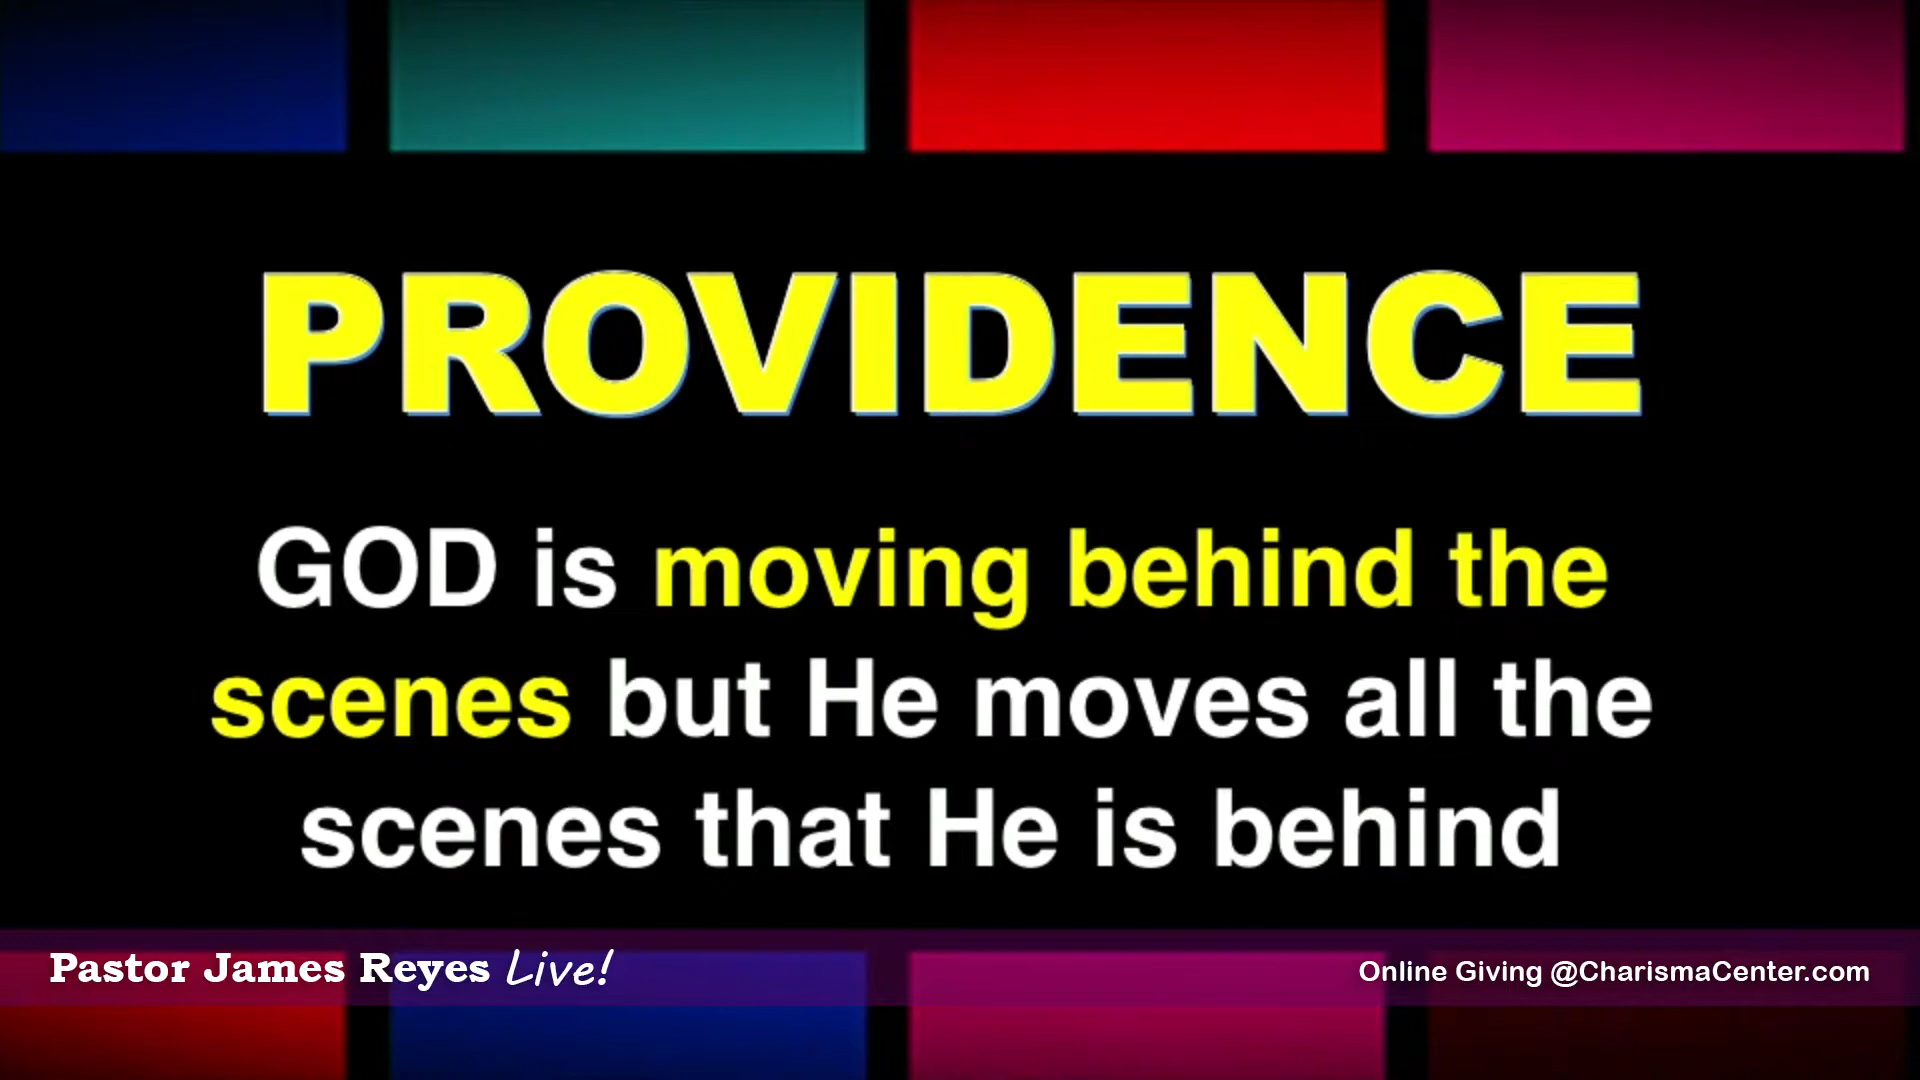 PROVIDENCE
GOD is moving behind the
scenes but He moves all the
scenes that He is behind
Pastor James Reyes Live!
Online Giving @CharismaCenter.com